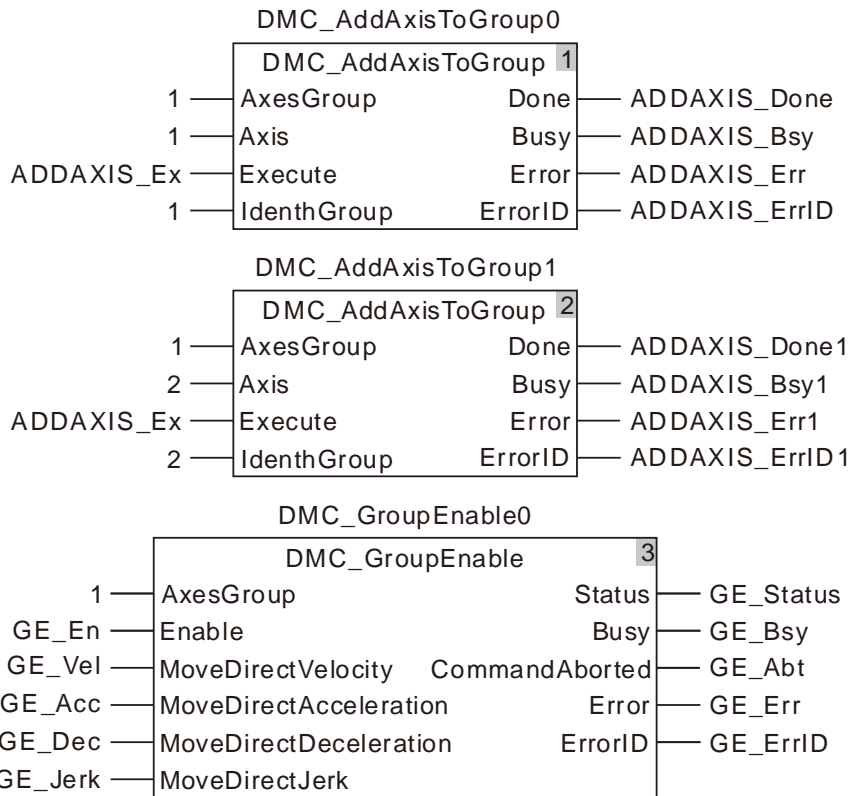 DMC_AddAxisToGroup0
DMC_AddAxisToGroup 1
1 AxesGroup Done ADDAXIS_Done
1 Axis Busy ADDAXIS_Bsy
ADDAXIS_Ex Execute Error ADDAXIS_Err
1 IdenthGroup ErrorID ADDAXIS_ErrID
DMC_AddAxisToGroup1
DMC_AddAxisToGroup 2
1 AxesGroup Done ADDAXIS_Done1
2 Axis Busy ADDAXIS_Bsy1
ADDAXIS_Ex Execute Error ADDAXIS_Err1
2 IdenthGroup ErrorID ADDAXIS_ErrID1
DMC_GroupEnable0
DMC_GroupEnable 3
1 AxesGroup Status GE_Status
GE_En Enable Busy GE_Bsy
GE_Vel MoveDirectVelocity CommandAborted GE_Abt
GE_Acc MoveDirectAcceleration Error GE_Err
GE_Dec MoveDirectDeceleration ErrorID GE_ErrID
GE_Jerk MoveDirectJerk